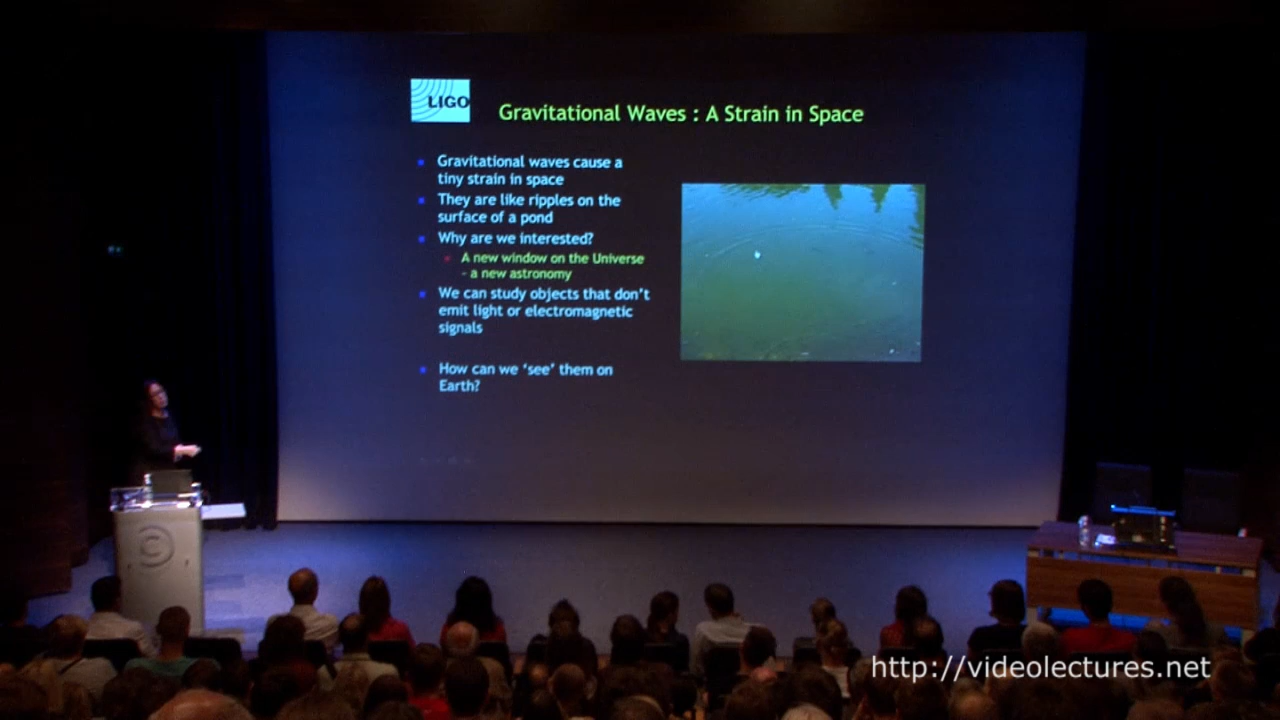 LIGO
Gravitational Waves : A Strain in Space
Gravitational waves cause a
tiny strain in space
They are like ripples on the
surface of a pond
Why are we interested?
A new window on the Universe
- a new astronomy
We can study objects that don't
emit light or electromagnetic
signals
How can we 'see' them on
Earth?
http://videolectures.net